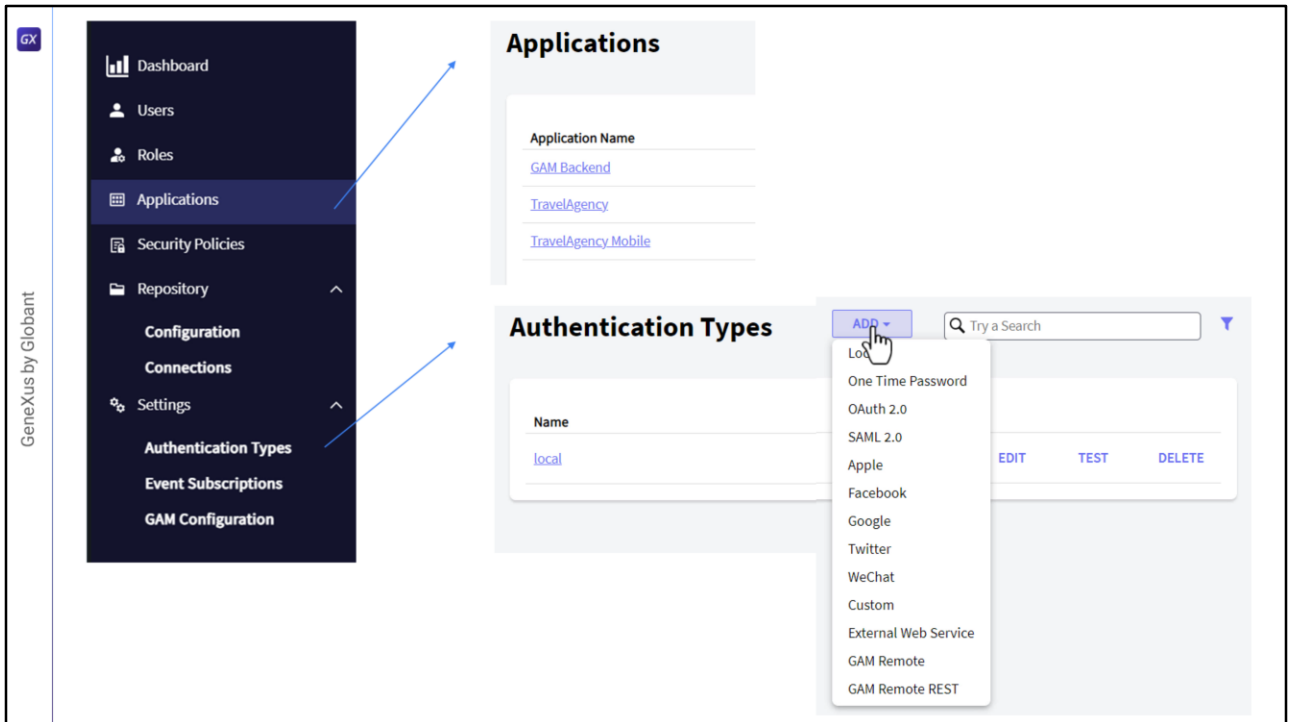 GX
GeneXus by Globant
Dashboard
Users
Roles
Applications
Security Policies
Repository
Configuration
Connections
Settings
Authentication Types
Event Subscriptions
GAM Configuration
Applications
Application Name
GAM Backend
TravelAgency
TravelAgency Mobile
Authentication Types
ADD
Try a Search
Name
local
EDIT TEST DELETE
One Time Password
OAuth 2.0
SAML 2.0
Apple
Facebook
Google
Twitter
WeChat
Custom
External Web Service
GAM Remote
GAM Remote REST